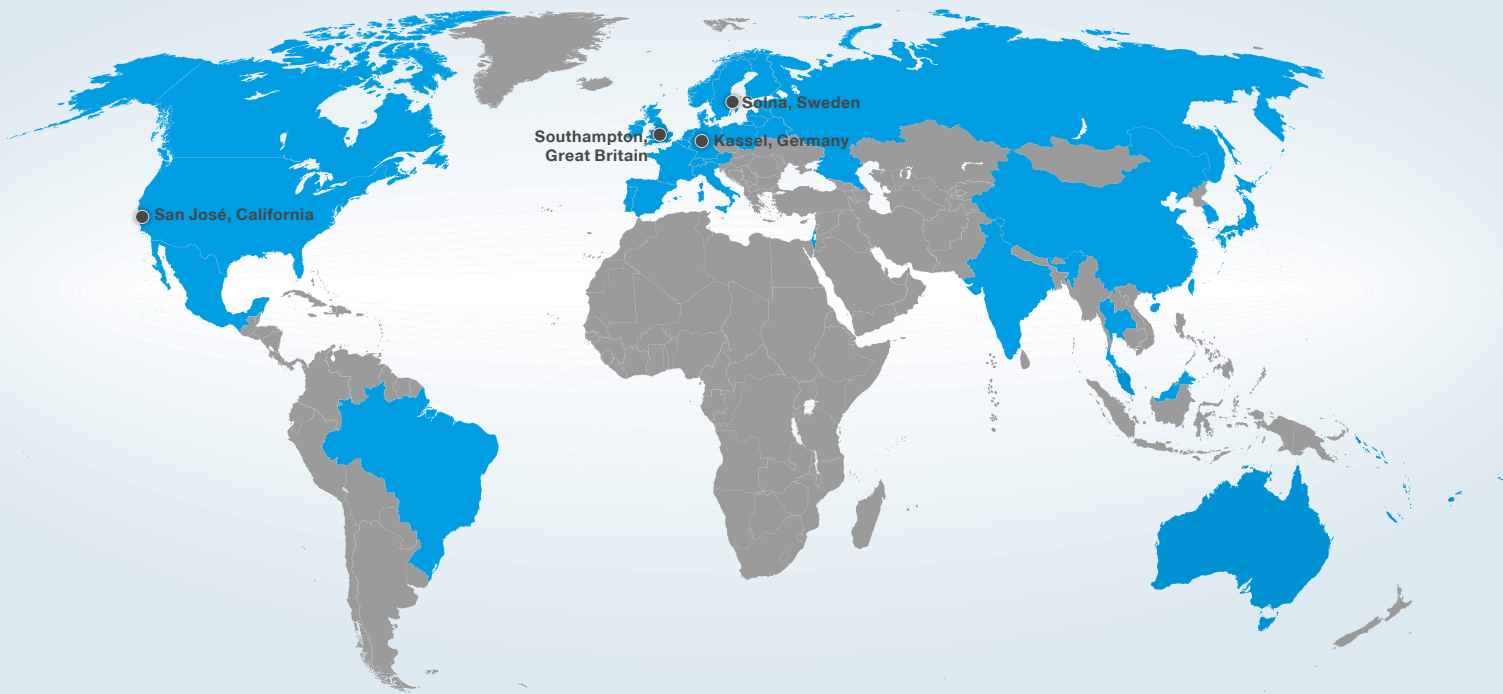 Solna, Sweden
Southampton,
Great Britain
Kassel, Germany
San José, California